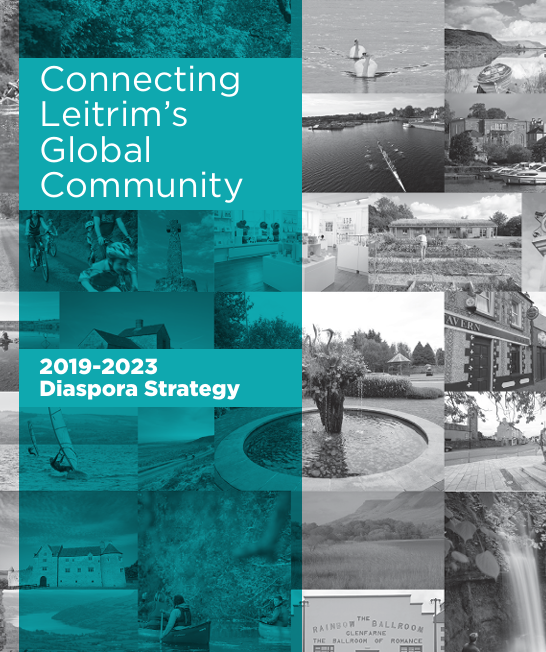 Connecting
Leitrim's
Global
Community
2019-2023
Diaspora Strategy
AVERN
THE
RAINBOW BALLROOM
GLENFARNE
THE BALLROOM OF ROMANCE